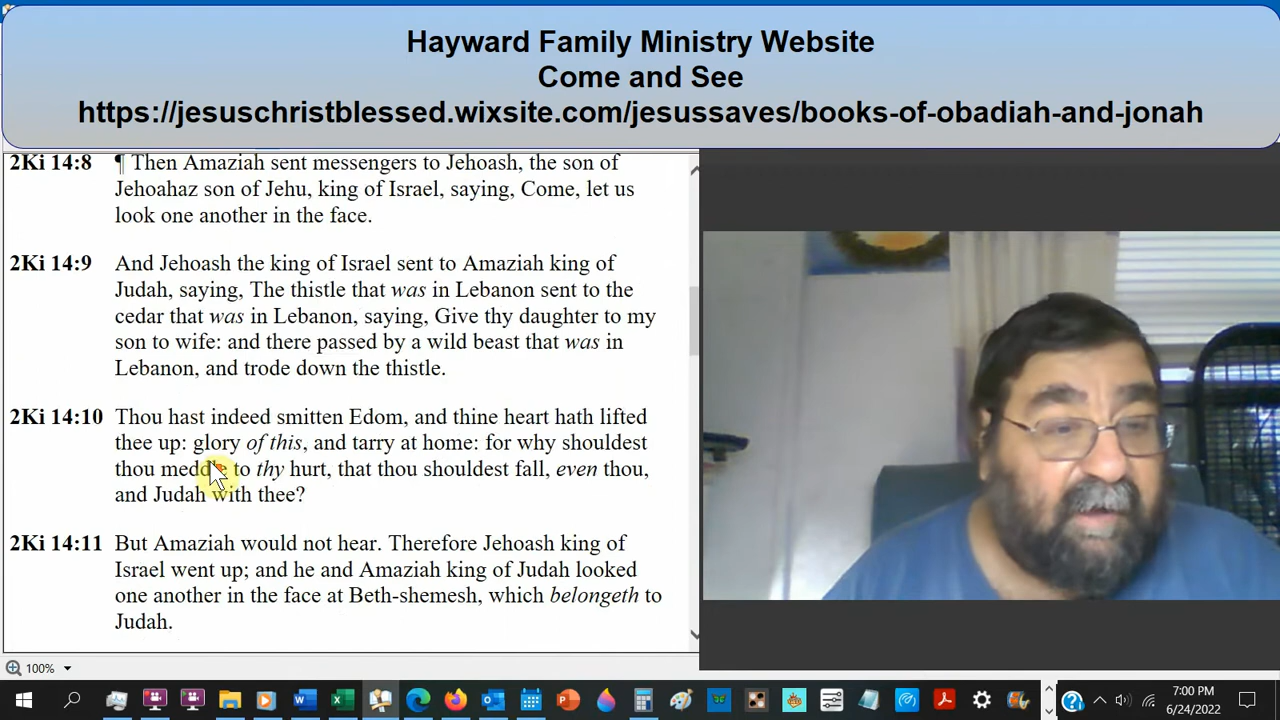 Hayward Family Ministry Website
Come and See
https://jesuschristblessed.wixsite.com/jesussaves/books-of-obadiah-and-jonah
2Ki 14:8 ¶ Then Amaziah sent messengers to Jehoash, the son of
Jehoahaz son of Jehu, king of Israel, saying, Come, let us
look one another in the face.
2Ki 14:9 And Jehoash the king of Israel sent to Amaziah king of
Judah, saying, The thistle that was in Lebanon sent to the
cedar that was in Lebanon, saying, Give thy daughter to my
son to wife: and there passed by a wild beast that was in
Lebanon, and trode down the thistle.
2Ki 14:10 Thou hast indeed smitten Edom, and thine heart hath lifted
thee up: glory of this, and tarry at home: for why shouldest
thou meddle to thy hurt, that thou shouldest fall, even thou,
and Judah with thee?
2Ki 14:11 But Amaziah would not hear. Therefore Jehoash king of
Israel went up; and he and Amaziah king of Judah looked
one another in the face at Beth-shemesh, which belongeth to
Judah.
100%
7:00 PM
6/24/2022